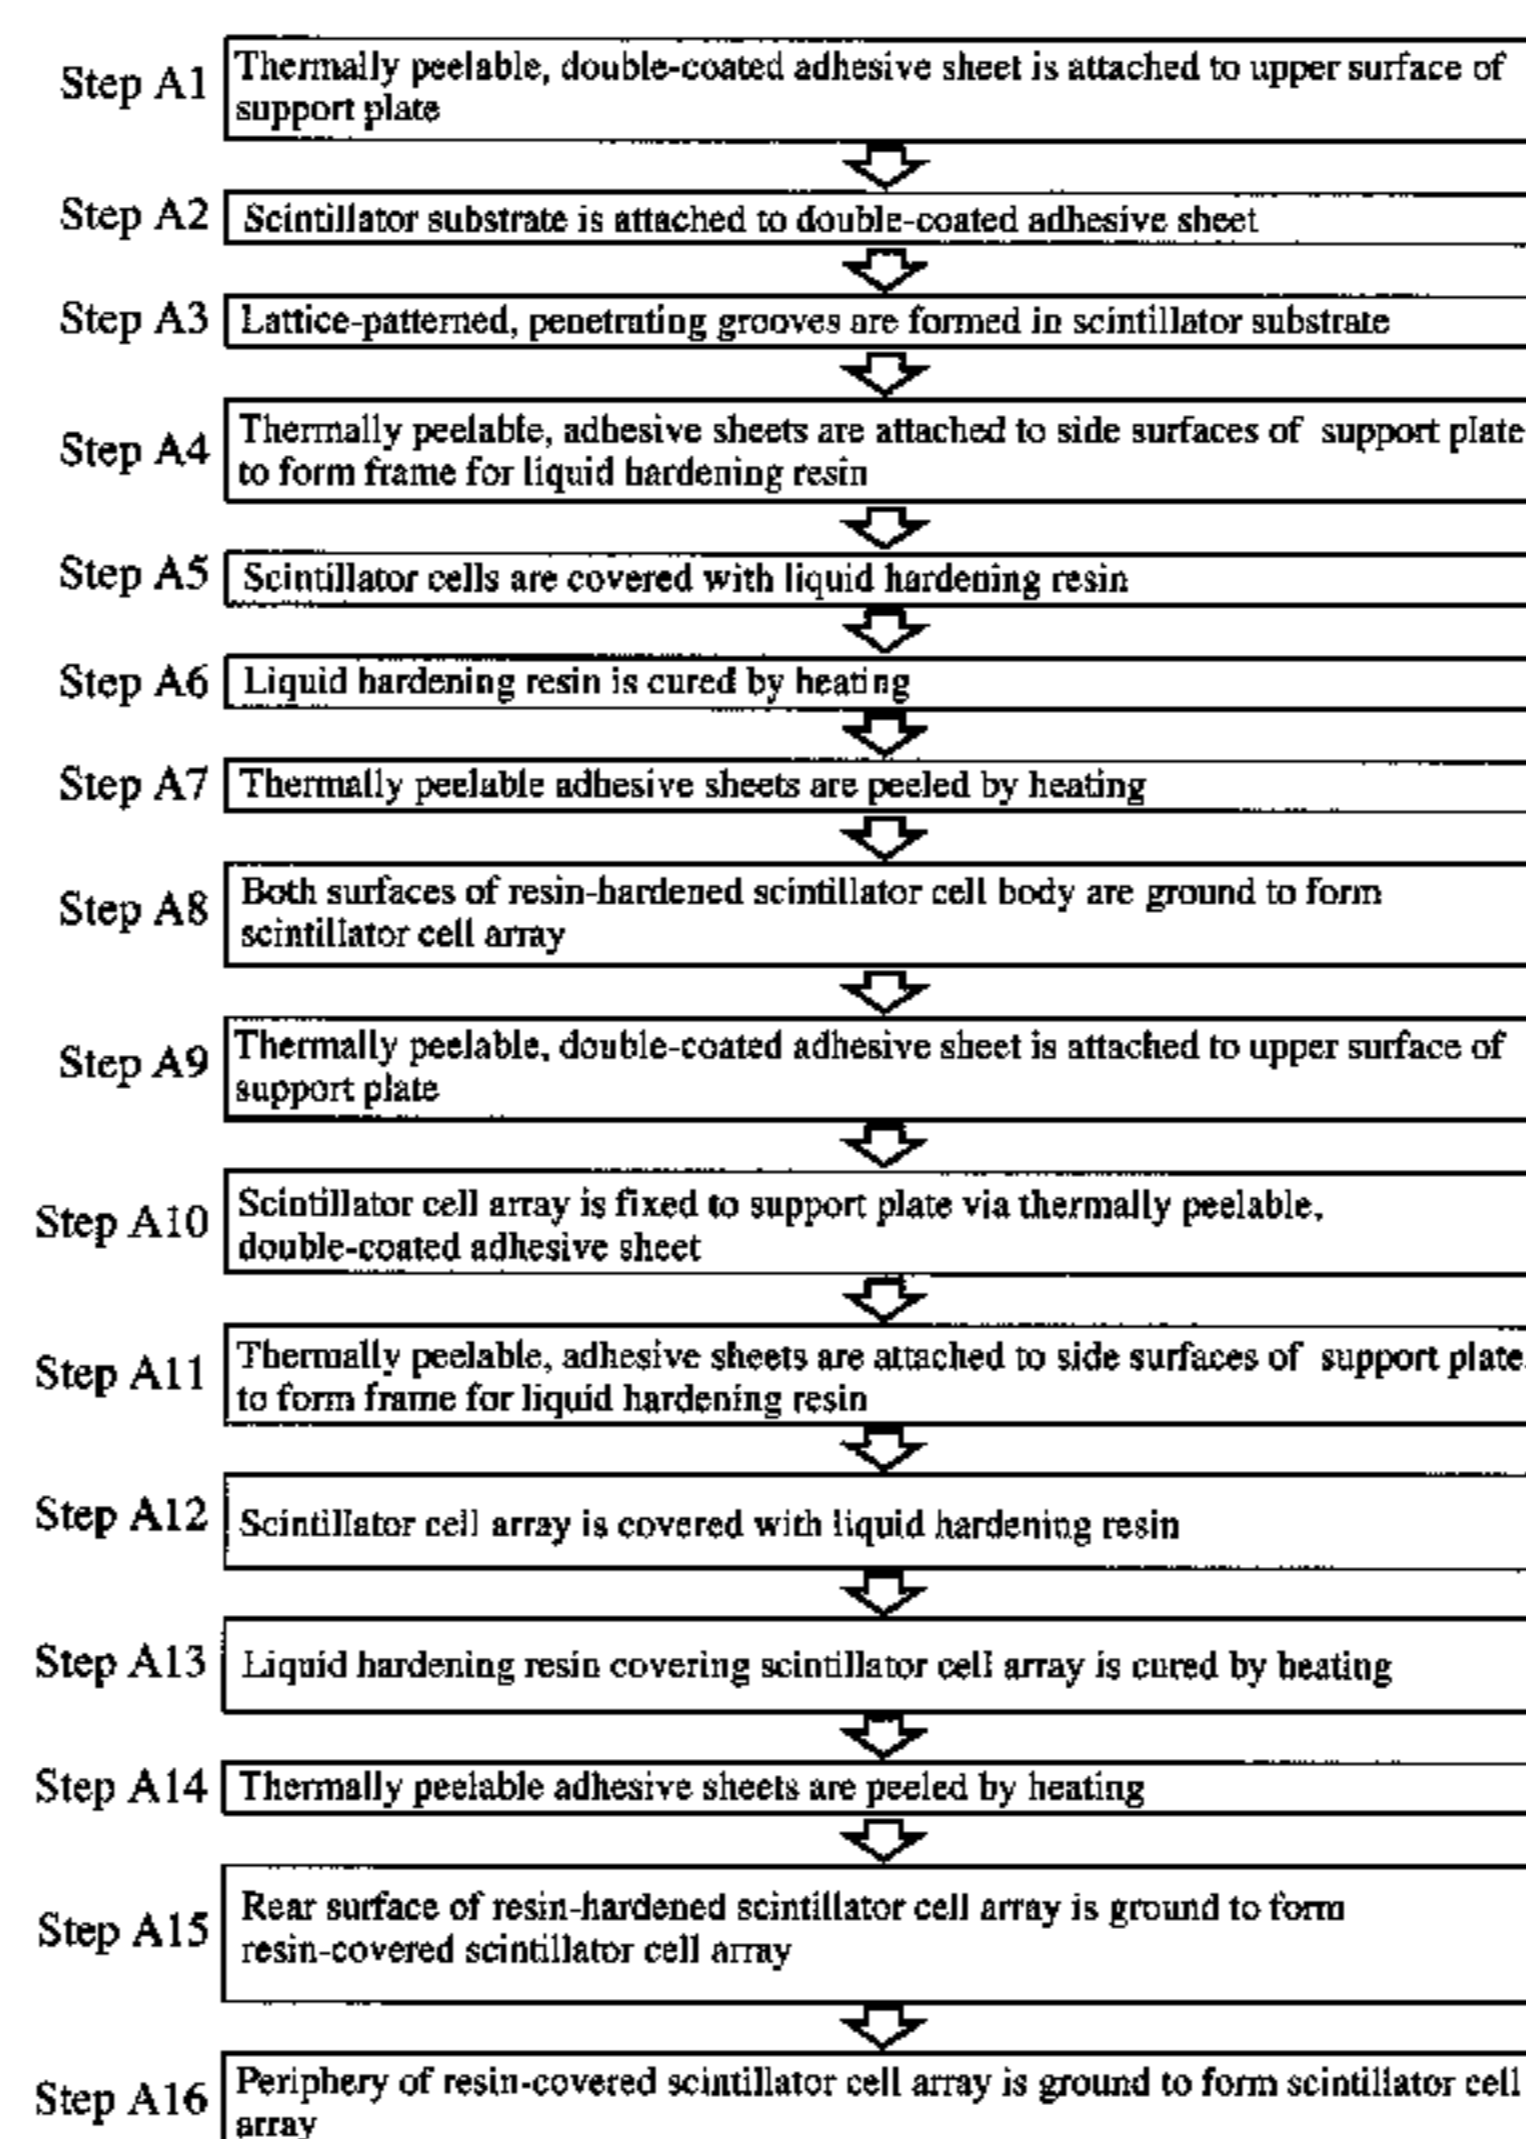 Step A1
Thermally peelable, double-coated adhesive sheet is attached to upper surface of
support plate
Step A2
Scintillator substrate is attached to double-coated adhesive sheet
Step A3
Lattice-patterned, penetrating grooves are formed in scintillator substrate
Step A4
Thermally peelable, adhesive sheets are attached to side surfaces of support plate
to form frame for liquid hardening resin
Step A5
Scintillator cells are covered with liquid hardening resin
Step A6
Liquid hardening resin is cured by heating
Step A7
Thermally peelable adhesive sheets are peeled by heating
Step A8
Both surfaces of resin-hardened scintillator cell body are ground to form
scintillator cell array
Step A9
Thermally peelable, double-coated adhesive sheet is attached to upper surface of
support plate
Step A10
Scintillator cell array is fixed to support plate via thermally peelable,
double-coated adhesive sheet
Step A11
Thermally peelable, adhesive sheets are attached to side surfaces of support plate
to form frame for liquid hardening resin
Step A12
Scintillator cell array is covered with liquid hardening resin
Step A13
Liquid hardening resin covering scintillator cell array is cured by heating
Step A14
Thermally peelable adhesive sheets are peeled by heating
Step A15
Rear surface of resin-hardened scintillator cell array is ground to form
resin-covered scintillator cell array
Step A16
Periphery of resin-covered scintillator cell array is ground to form scintillator cell
array